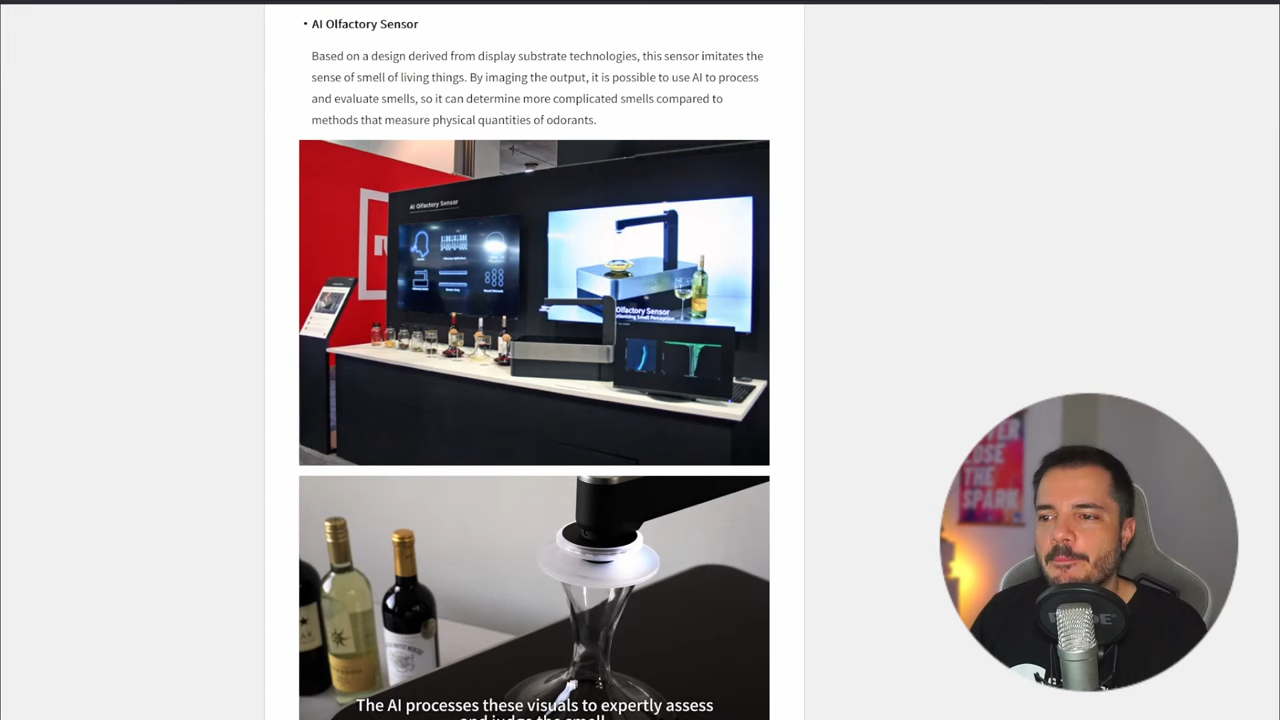 • AI Olfactory Sensor
Based on a design derived from display substrate technologies, this sensor imitates the
sense of smell of living things. By imaging the output, it is possible to use AI to process
and evaluate smells, so it can determine more complicated smells compared to
methods that measure physical quantities of odorants.
AI Olfactory Sensor
Olfactory Sensor
The AI processes these visuals to expertly assess
and judge the smell
LOSE
THE
SPARK